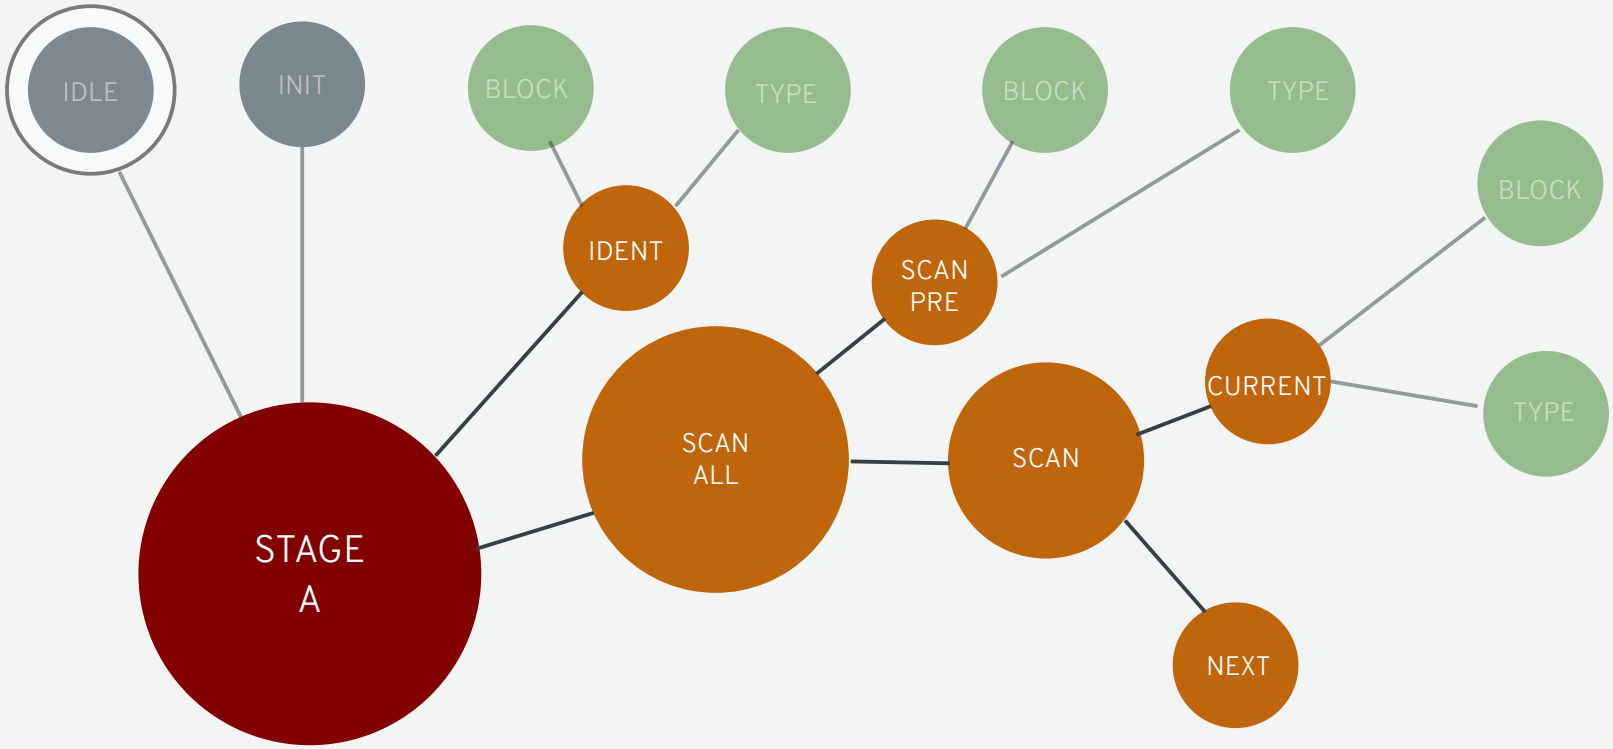 IDLE
INIT
BLOCK
TYPE
BLOCK
TYPE
BLOCK
IDENT
SCAN
PRE
CURRENT
TYPE
SCAN
ALL
SCAN
STAGE
A
NEXT